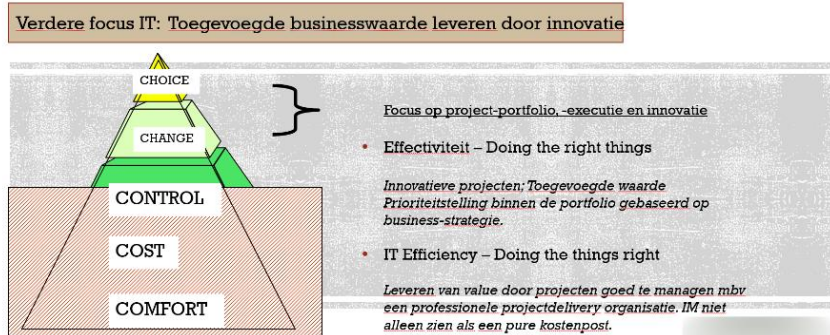 Verdere focus IT: Toegevoegde businesswaarde leveren door innovatie
CHOICE
CHANGE
CONTROL
COST
COMFORT
Focus op project-portfolio, -executie en innovatie
• Effectiviteit – Doing the right things
Innovatieve projecten; Toegevoegde waarde
Prioriteitstelling binnen de portfolio gebaseerd op
business-strategie.
• IT Efficiency – Doing the things right
Leveren van value door projecten goed te managen mbv
een professionele projectdelivery organisatie. IM niet
alleen zien als een pure kostenpost.